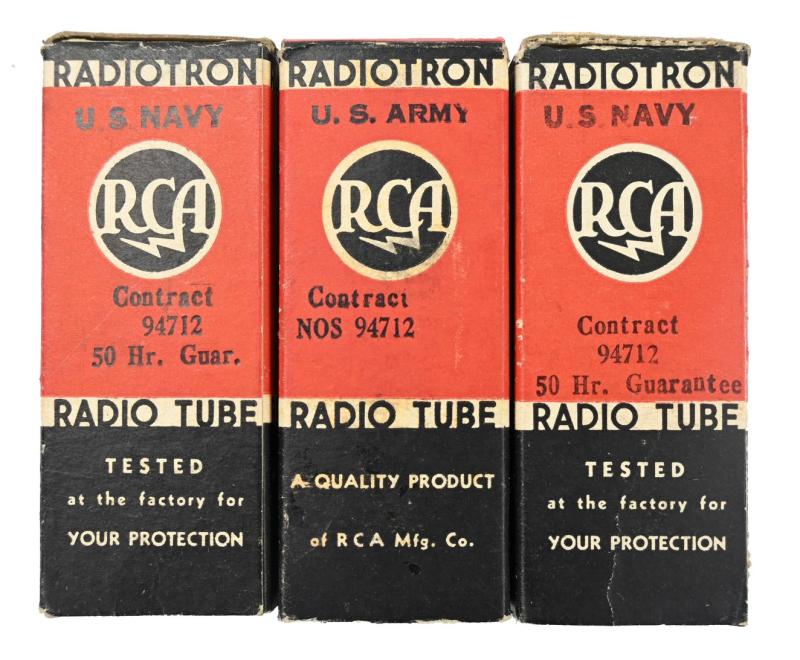 RADIOTRON
U.S. NAVY
RCA
Contract
94712
50 Hr. Guar.
RADIO TUBE
TESTED
at the factory for
YOUR PROTECTION
RADIOTRON
U. S. ARMY
RCA
Contract
NOS 94712
RADIO TUBE
A QUALITY PRODUCT
of RCA Mfg. Co.
RADIOTRON
U.S. NAVY
RCA
Contract
94712
50 Hr. Guarantee
RADIO TUBE
TESTED
at the factory for
YOUR PROTECTION